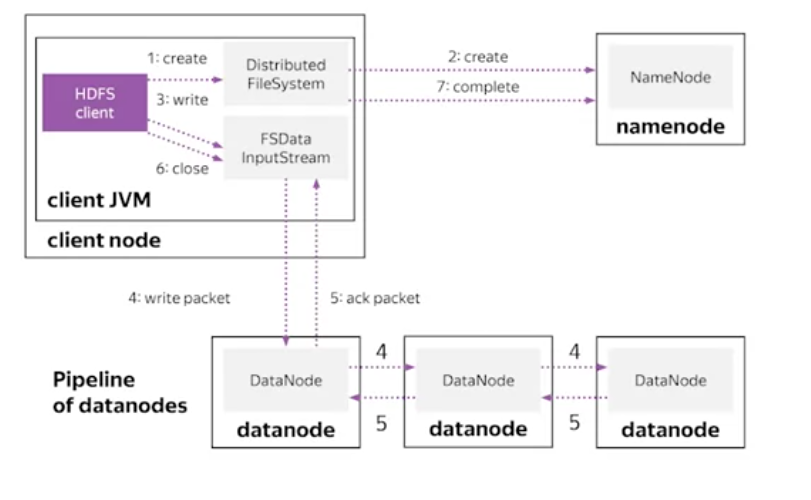 1: create
Distributed
FileSystem
2: create
HDFS
client
3: write
7: complete
NameNode
namenode
FSData
InputStream
6: close
client JVM
client node
4: write packet
5: ack packet
Pipeline
of datanodes
DataNode
4
DataNode
4
DataNode
datanode
5
datanode
5
datanode